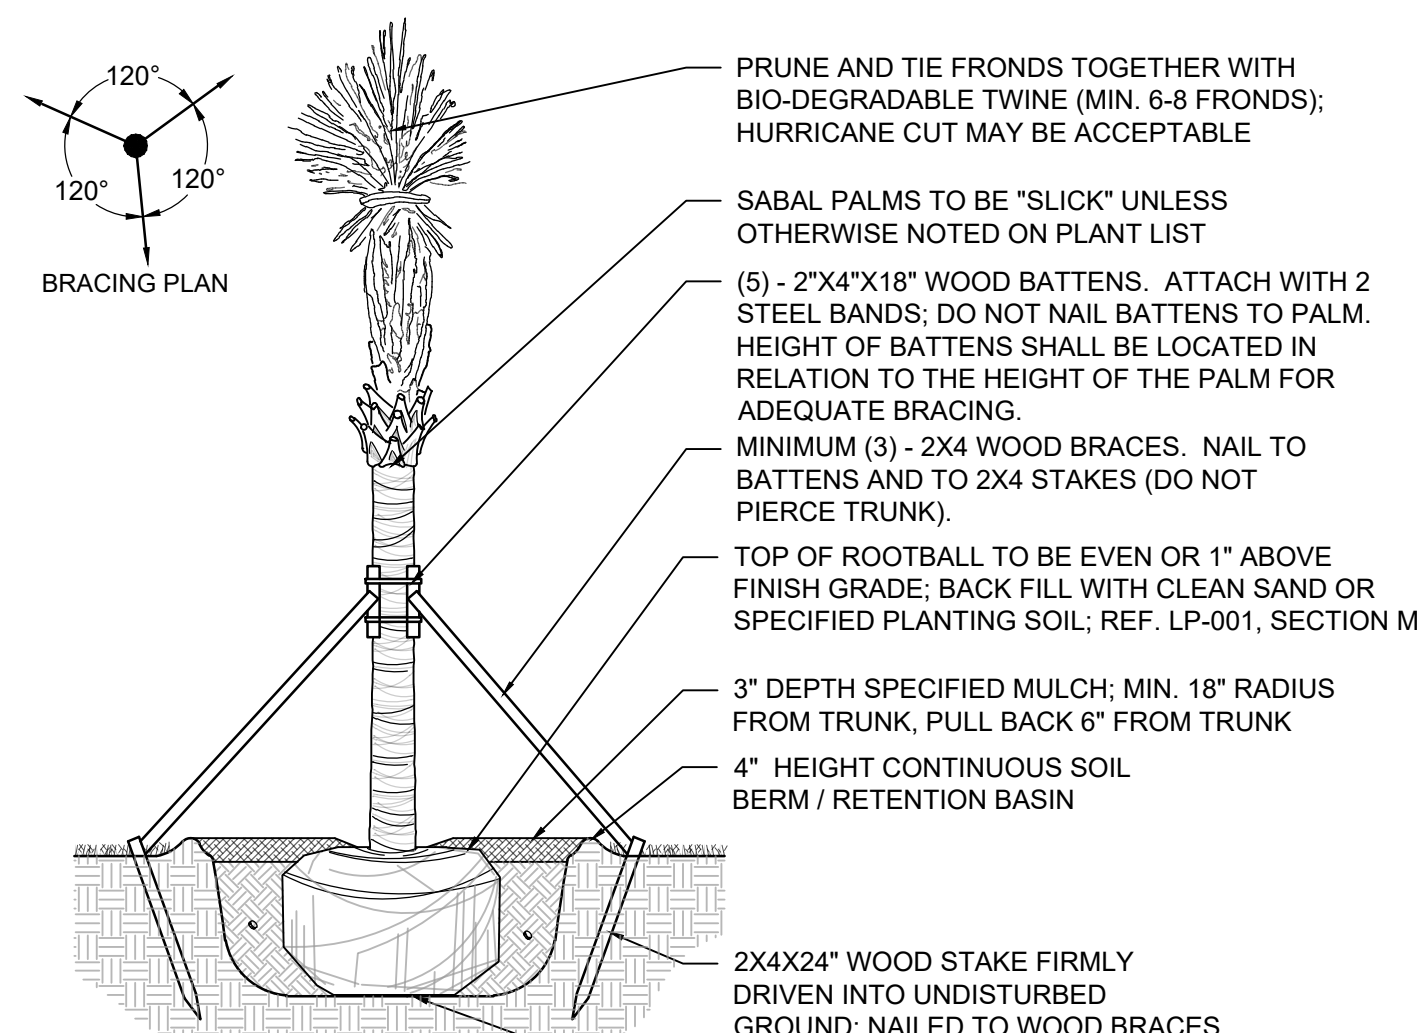 120°
120°
120°
BRACING PLAN
PRUNE AND TIE FRONDS TOGETHER WITH
BIO-DEGRADABLE TWINE (MIN. 6-8 FRONDS);
HURRICANE CUT MAY BE ACCEPTABLE
SABAL PALMS TO BE "SLICK" UNLESS
OTHERWISE NOTED ON PLANT LIST
(5) - 2"X4"X18" WOOD BATTENS. ATTACH WITH 2
STEEL BANDS; DO NOT NAIL BATTENS TO PALM.
HEIGHT OF BATTENS SHALL BE LOCATED IN
RELATION TO THE HEIGHT OF THE PALM FOR
ADEQUATE BRACING.
MINIMUM (3) - 2X4 WOOD BRACES. NAIL TO
BATTENS AND TO 2X4 STAKES (DO NOT
PIERCE TRUNK).
TOP OF ROOTBALL TO BE EVEN OR 1" ABOVE
FINISH GRADE; BACK FILL WITH CLEAN SAND OR
SPECIFIED PLANTING SOIL; REF. LP-001, SECTION M
3" DEPTH SPECIFIED MULCH; MIN. 18" RADIUS
FROM TRUNK, PULL BACK 6" FROM TRUNK
4" HEIGHT CONTINUOUS SOIL
BERM / RETENTION BASIN
2X4X24" WOOD STAKE FIRMLY
DRIVEN INTO UNDISTURBED
GROUND; NAILED TO WOOD BRACES